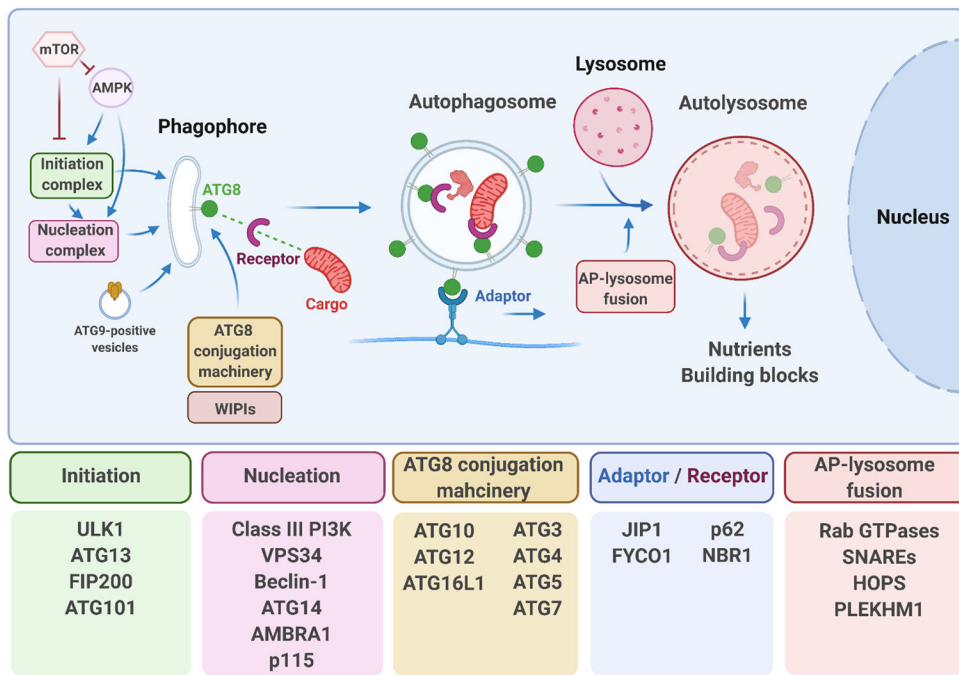 mTOR
AMPK
Initiation
complex
Nucleation
complex
ATG9-positive
vesicles
Phagophore
ATG8
Receptor
Cargo
ATG8
conjugation
machinery
WIPIs
Autophagosome
Adaptor
Lysosome
AP-lysosome
fusion
Autolysosome
Nutrients
Building blocks
Nucleus
Initiation
ULK1
ATG13
FIP200
ATG101
Nucleation
Class III PI3K
VPS34
Beclin-1
ATG14
AMBRA1
p115
ATG8 conjugation
mahcinery
ATG10 ATG3
ATG12 ATG4
ATG16L1 ATG5
ATG7
Adaptor / Receptor
JIP1 p62
FYCO1 NBR1
AP-lysosome
fusion
Rab GTPases
SNAREs
HOPS
PLEKHM1